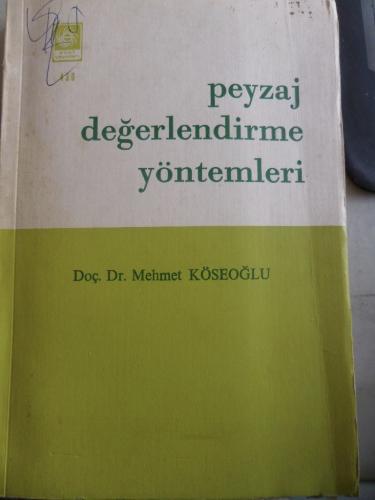 peyzaj
değerlendirme
yöntemleri
Doç. Dr. Mehmet KÖSEOĞLU